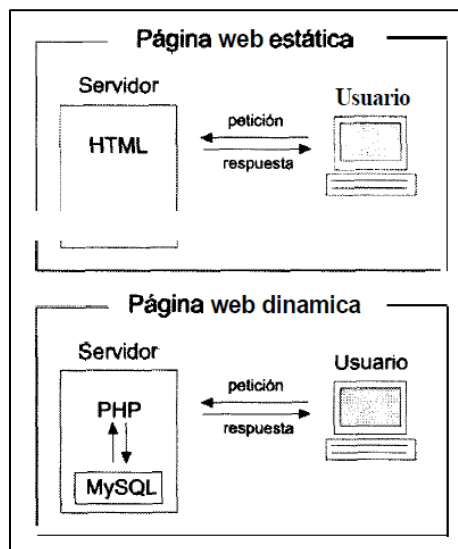 Página web estática
Servidor
Usuario
HTML
petición
respuesta
Página web dinamica
Servidor
Usuario
PHP
petición
respuesta
MySQL